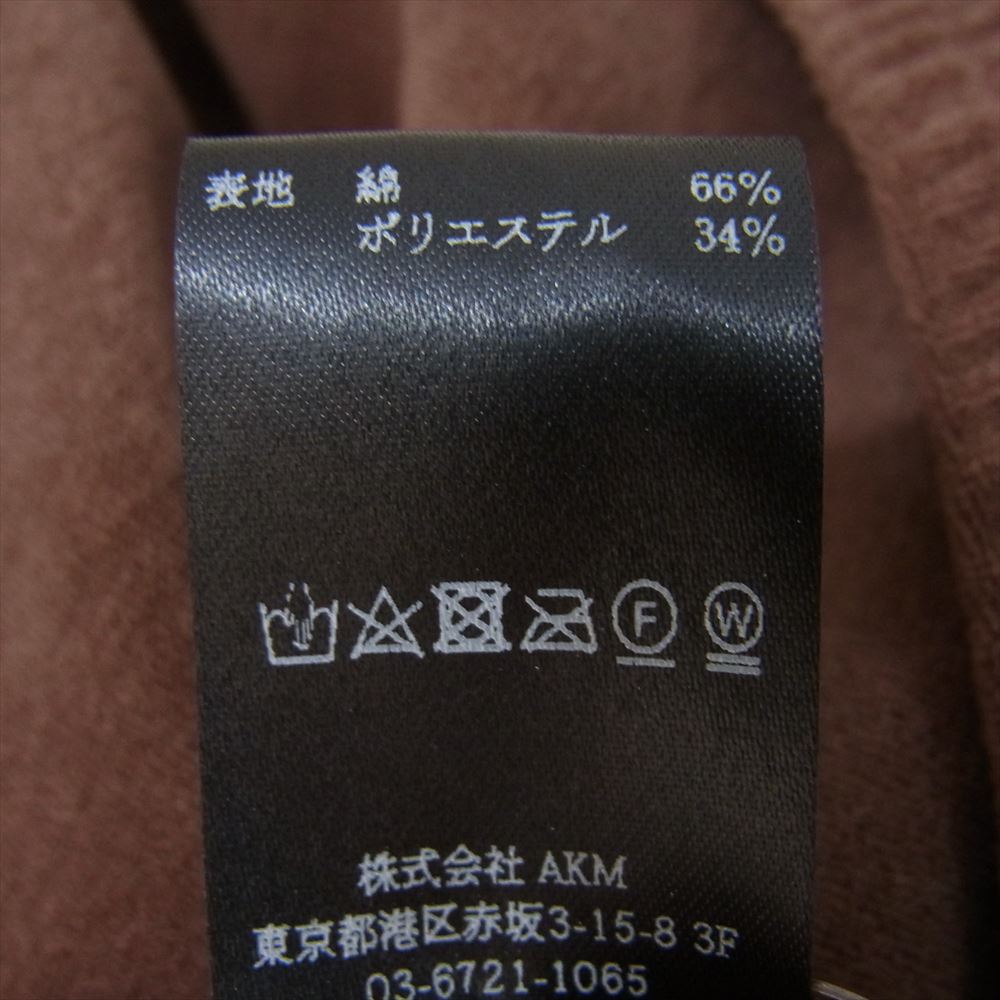 表地 綿 66%
ポリエステル 34%
F W
株式会社 AKM
東京都港区赤坂3-15-8 3F
03-6721-1065